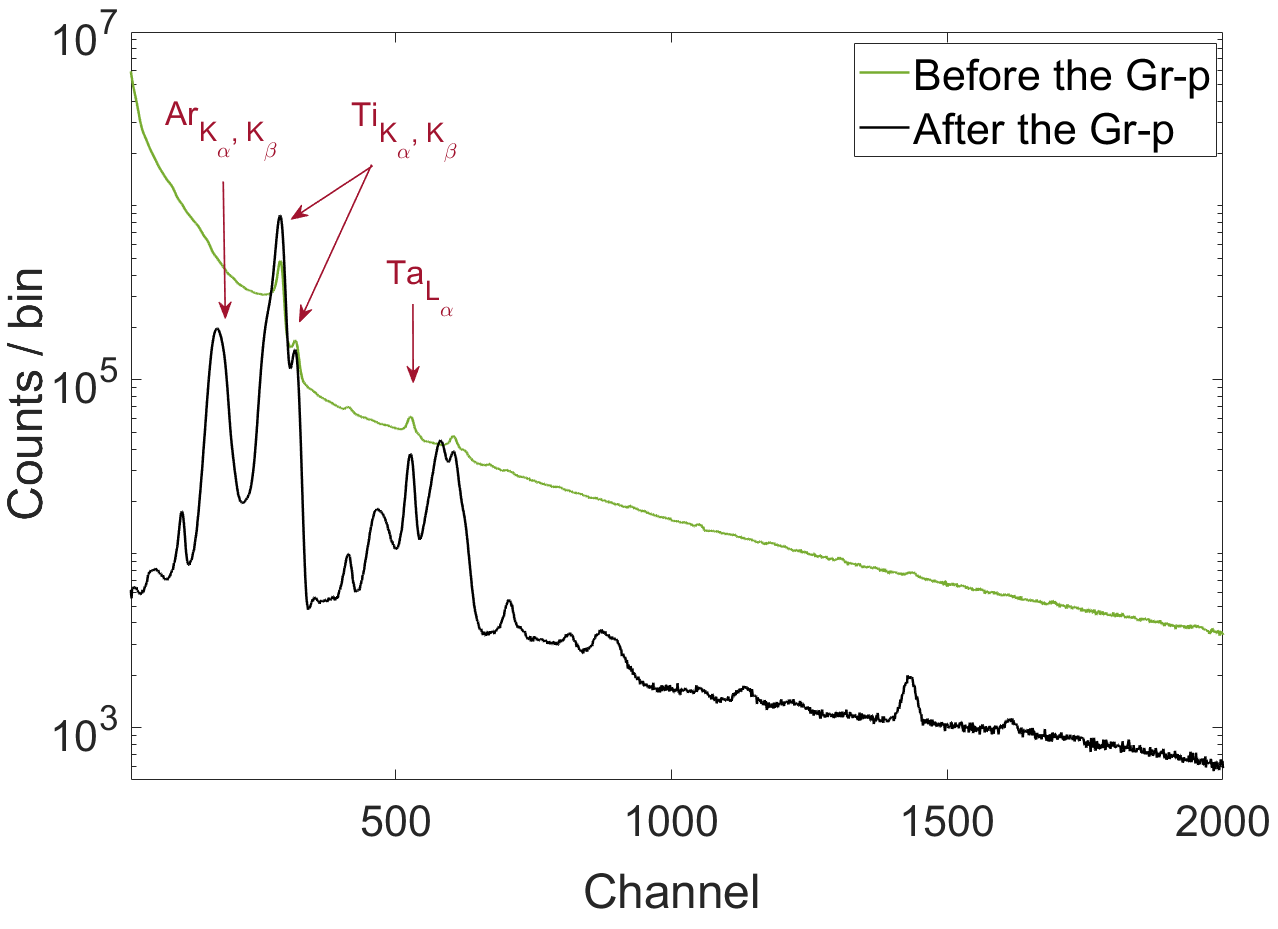 10^7
Before the Gr-p
After the Gr-p
Ar_{K_α, K_β}
Ti_{K_α, K_β}
Ta_{L_α}
10^5
10^3
Counts / bin
500
1000
1500
2000
Channel